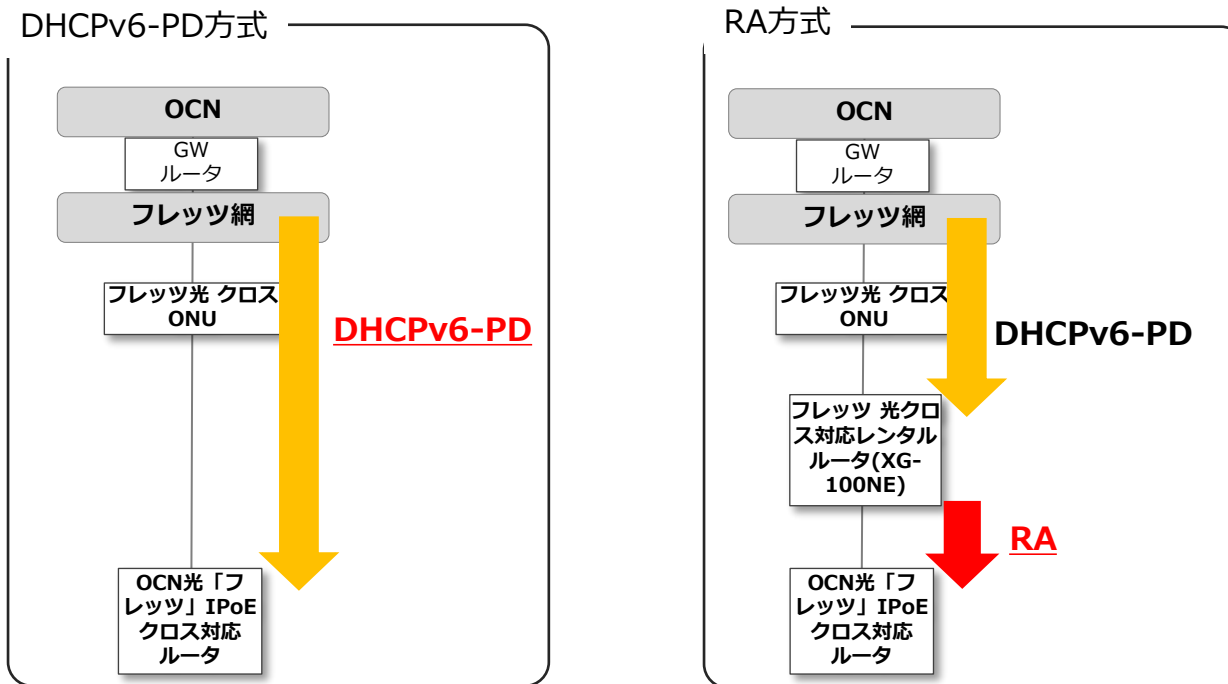 DHCPv6-PD方式
OCN
GW
ルータ
フレッツ網
フレッツ光 クロス
ONU
DHCPv6-PD
OCN光「フ
レッツ」IPoE
クロス対応
ルータ
RA方式
OCN
GW
ルータ
フレッツ網
フレッツ光 クロス
ONU
DHCPv6-PD
フレッツ 光クロ
ス対応レンタル
ルータ(XG-
100NE)
RA
OCN光「フ
レッツ」IPoE
クロス対応
ルータ